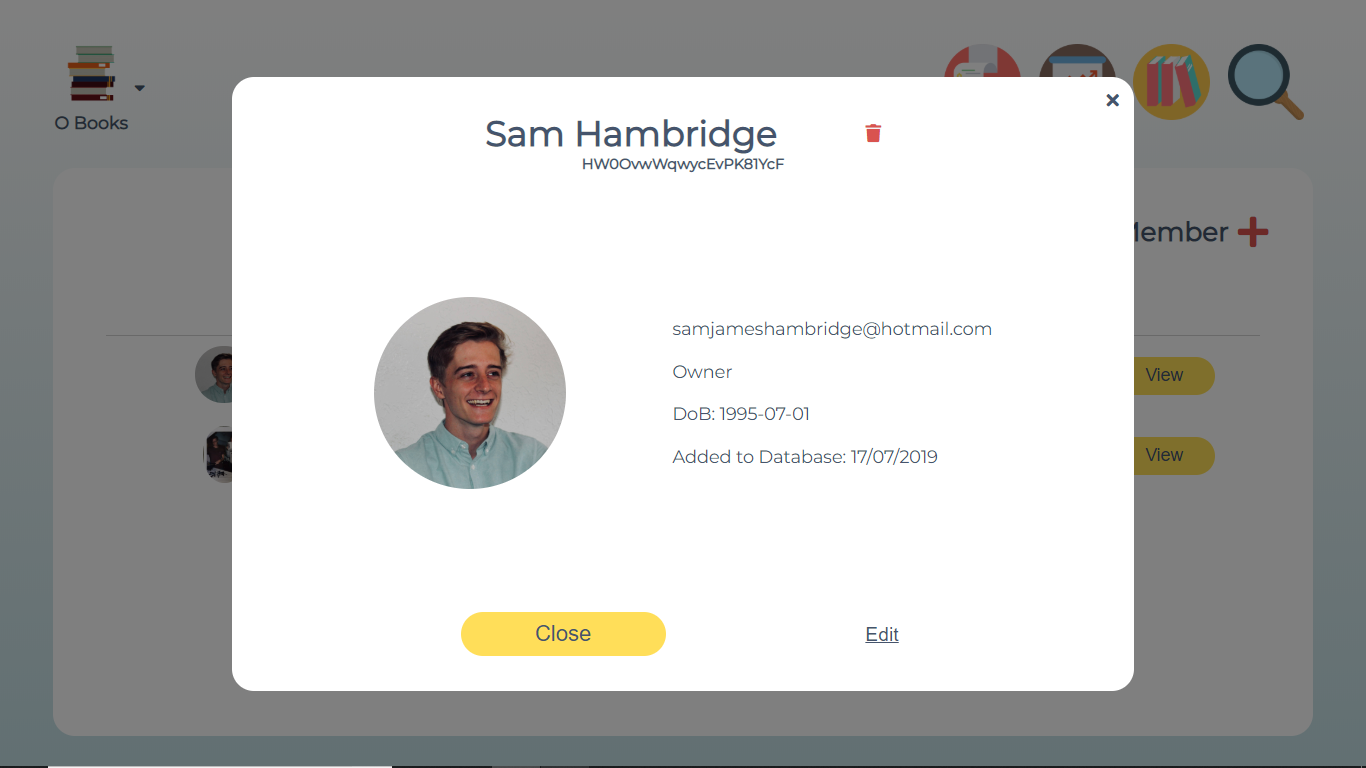 O Books
Sam Hambridge
HW0OvwWqwycEvPK81YcF
Member
samjameshambridge@hotmail.com
Owner
View
DoB: 1995-07-01
Added to Database: 17/07/2019
View
Close
Edit